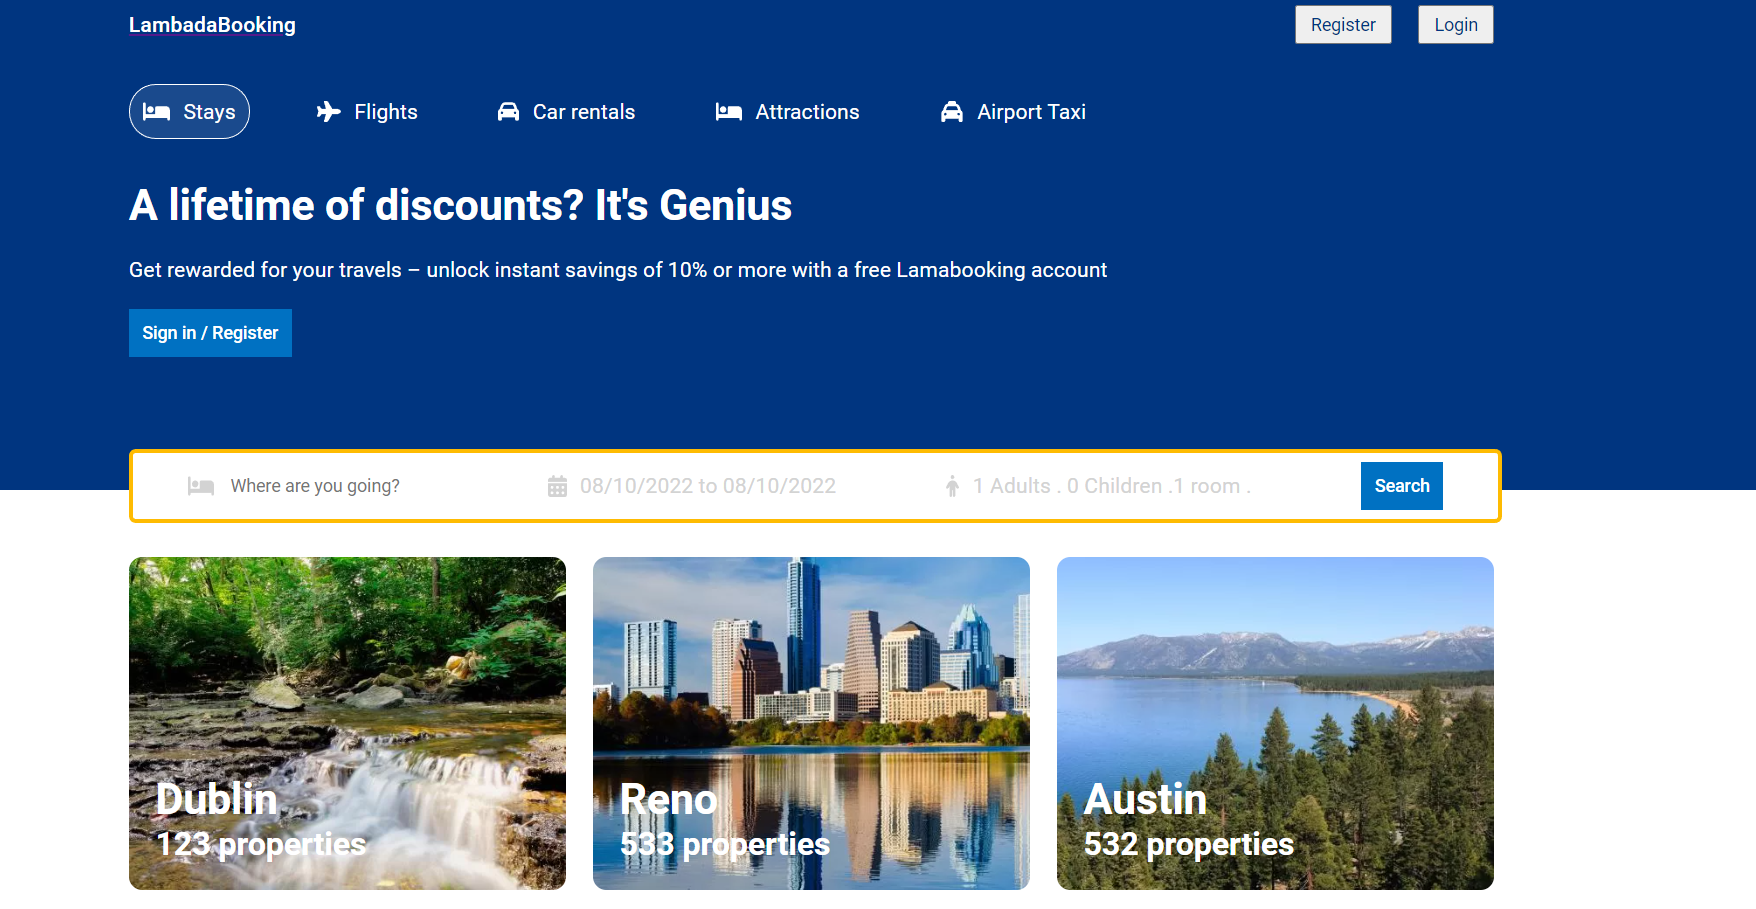 LambadaBooking
Register
Login
Stays
Flights
Car rentals
Attractions
Airport Taxi
A lifetime of discounts? It's Genius
Get rewarded for your travels – unlock instant savings of 10% or more with a free Lamabooking account
Sign in / Register
Where are you going?
08/10/2022 to 08/10/2022
1 Adults . 0 Children .1 room .
Search
Dublin
123 properties
Reno
533 properties
Austin
532 properties